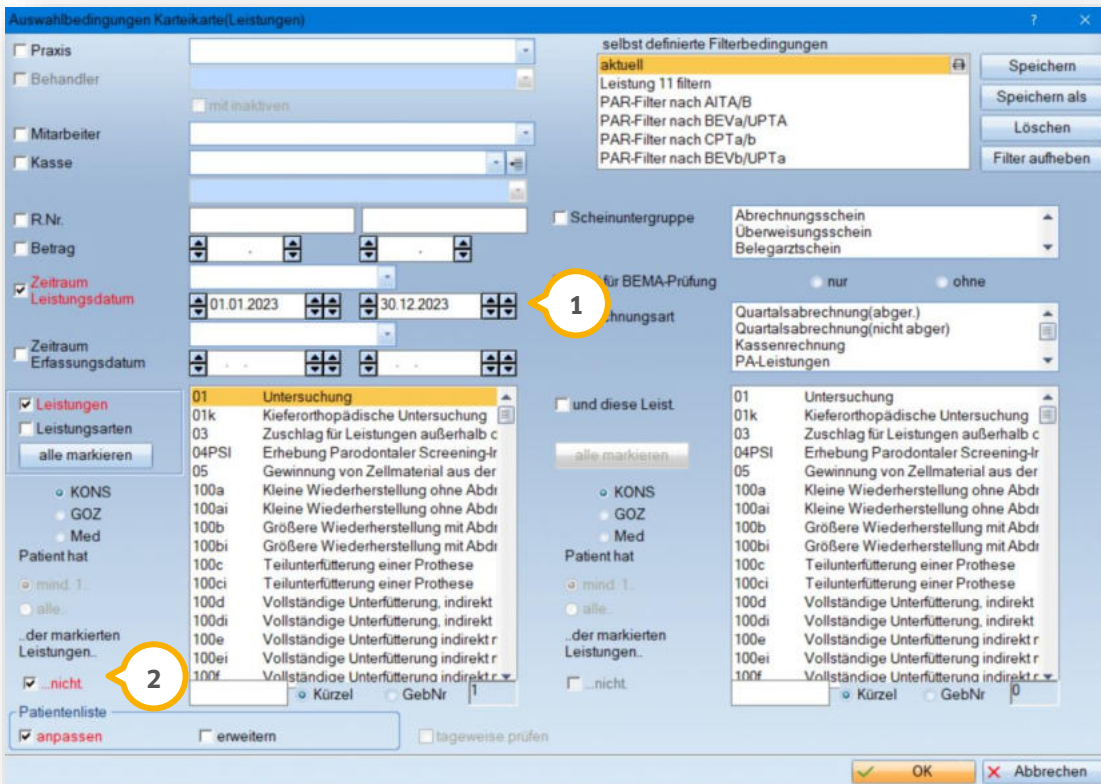 Auswahlbedingungen Karteikarte(Leistungen)
? ×
Praxis
Behandler
mit inaktiven
Mitarbeiter
Kasse
selbst definierte Filterbedingungen
aktuell
Leistung 11 filtern
PAR-Filter nach AITA/B
PAR-Filter nach BEVa/UPTA
PAR-Filter nach CPTa/b
PAR-Filter nach BEVb/UPTa
Speichern
Speichern als
Löschen
Filter aufheben
R.Nr.
Betrag
. .
Zeitraum
Leistungsdatum
01.01.2023 30.12.2023
1
Zeitraum
Erfassungsdatum
. . . .
Scheinuntergruppe
Abrechnungsschein
Überweisungsschein
Belegarztschein
für BEMA-Prüfung
nur ohne
chnungsart
Quartalsabrechnung(abger.)
Quartalsabrechnung(nicht abger)
Kassenrechnung
PA-Leistungen
Leistungen
Leistungsarten
alle markieren
KONS
GOZ
Med
Patient hat
mind. 1..
alle..
..der markierten
Leistungen..
...nicht.
2
01 Untersuchung
01k Kieferorthopädische Untersuchung
03 Zuschlag für Leistungen außerhalb c
04PSI Erhebung Parodontaler Screening-Ir
05 Gewinnung von Zellmaterial aus der
100a Kleine Wiederherstellung ohne Abdr
100ai Kleine Wiederherstellung ohne Abdr
100b Größere Wiederherstellung mit Abdr
100bi Größere Wiederherstellung mit Abdr
100c Teilunterfütterung einer Prothese
100ci Teilunterfütterung einer Prothese
100d Vollständige Unterfütterung, indirekt
100di Vollständige Unterfütterung, indirekt
100e Vollständige Unterfütterung indirekt r
100ei Vollständige Unterfütterung indirekt r
100f Vollständige Unterfütterung indirekt r
Kürzel GebNr 1
und diese Leist.
alle markieren
KONS
GOZ
Med
Patient hat
mind. 1..
alle..
..der markierten
Leistungen..
...nicht.
01 Untersuchung
01k Kieferorthopädische Untersuchung
03 Zuschlag für Leistungen außerhalb c
04PSI Erhebung Parodontaler Screening-Ir
05 Gewinnung von Zellmaterial aus der
100a Kleine Wiederherstellung ohne Abdr
100ai Kleine Wiederherstellung ohne Abdr
100b Größere Wiederherstellung mit Abdr
100bi Größere Wiederherstellung mit Abdr
100c Teilunterfütterung einer Prothese
100ci Teilunterfütterung einer Prothese
100d Vollständige Unterfütterung, indirekt
100di Vollständige Unterfütterung, indirekt
100e Vollständige Unterfütterung indirekt r
100ei Vollständige Unterfütterung indirekt r
100f Vollständige Unterfütterung indirekt r
Kürzel GebNr 0
Patientenliste
anpassen erweitern
tageweise prüfen
OK Abbrechen